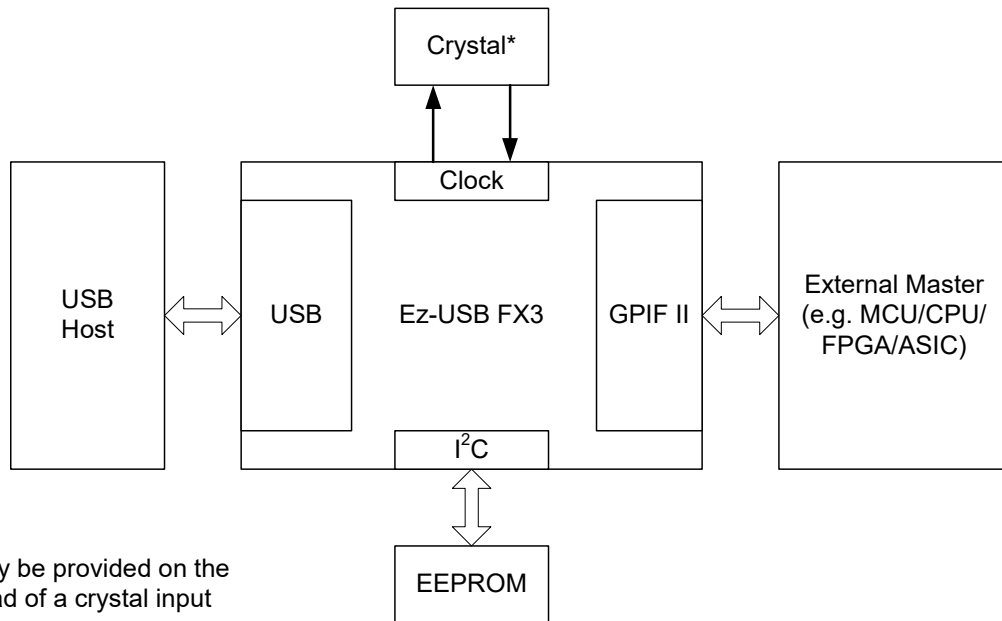 Crystal*
Clock
USB
Host
USB
Ez-USB FX3
GPIF II
External Master
(e.g. MCU/CPU/
FPGA/ASIC)
I²C
EEPROM
be provided on the
of a crystal input